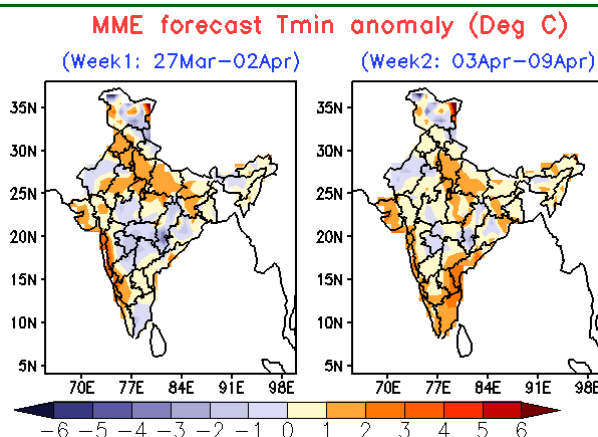 MME forecast Tmin anomaly (Deg C)
(Week1: 27Mar–02Apr)
(Week2: 03Apr–09Apr)
35N
30N
25N
20N
15N
10N
5N
70E 77E 84E 91E 98E
35N
30N
25N
20N
15N
10N
5N
70E 77E 84E 91E 98E
−6 −5 −4 −3 −2 −1 0 1 2 3 4 5 6